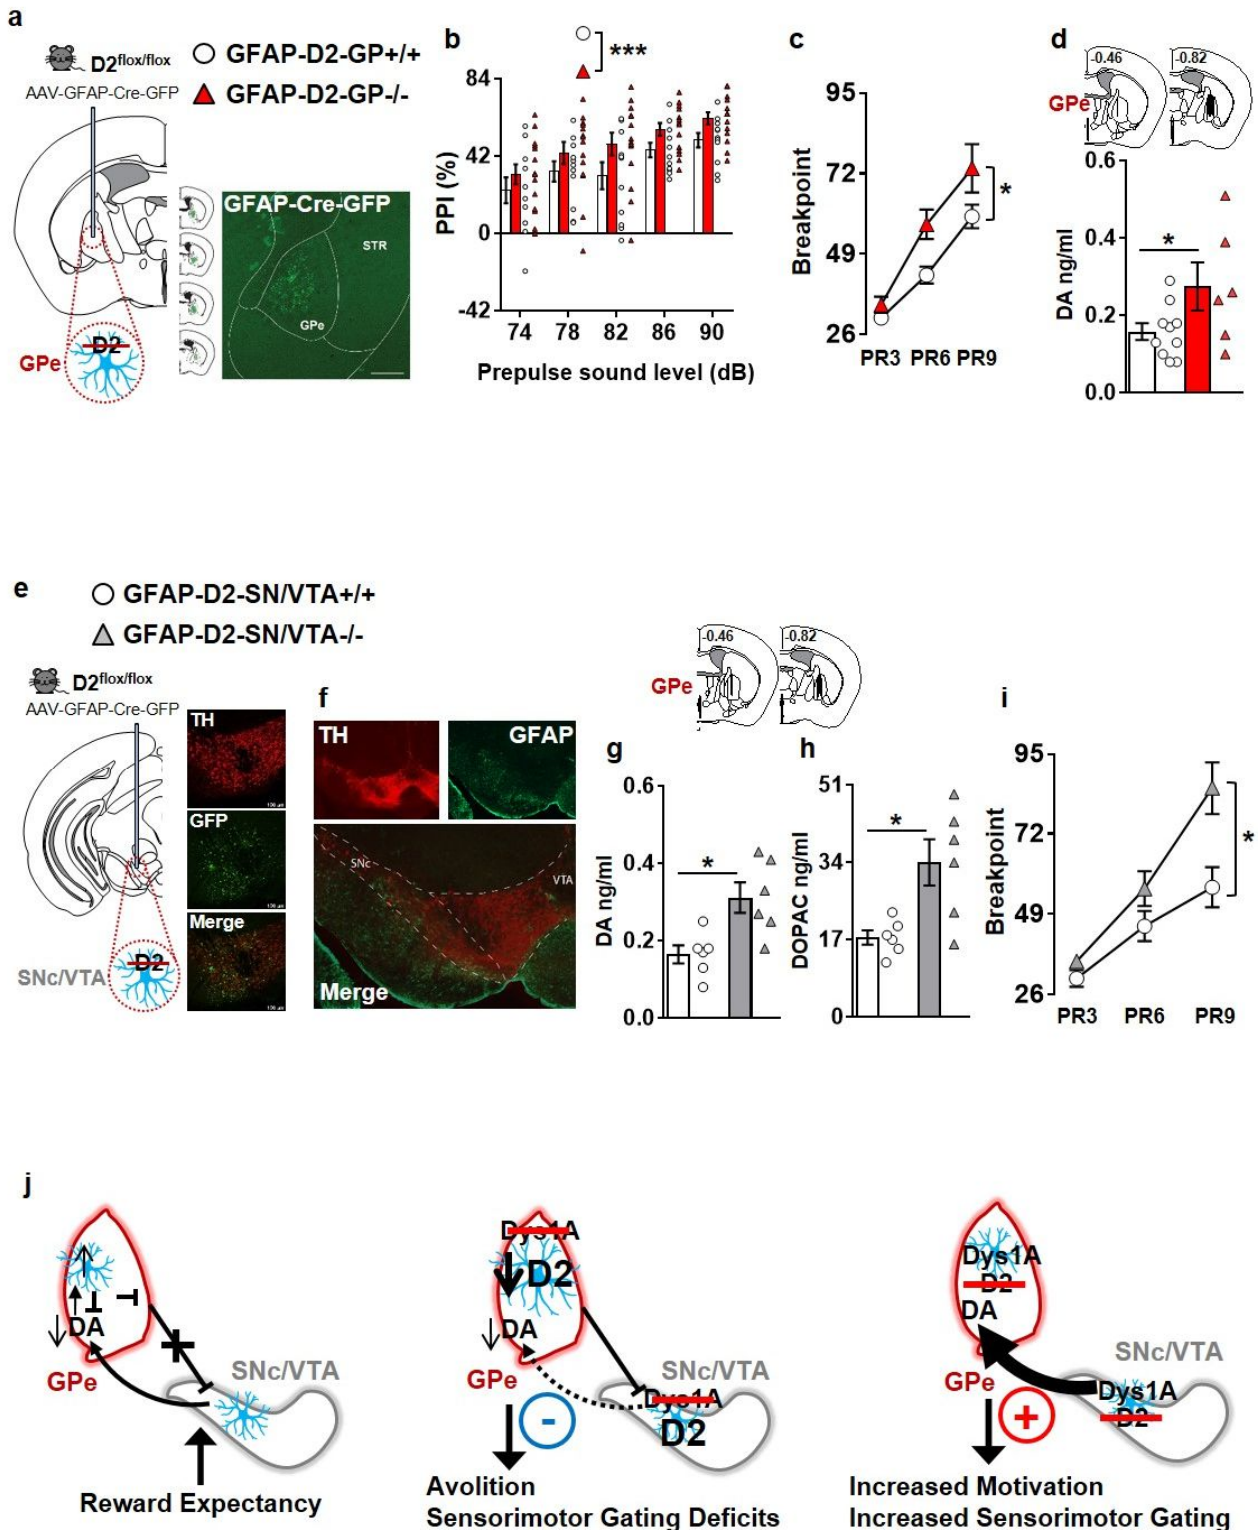 a
D2flox/flox
AAV-GFAP-Cre-GFP
GFAP-D2-GP+/+
GFAP-D2-GP-/-
GPe
D2
GFAP-Cre-GFP
STR
GPe
b
***
84
42
0
-42
PPI (%)
74 78 82 86 90
Prepulse sound level (dB)
c
95
72
49
26
Breakpoint
*
PR3 PR6 PR9
d
-0.46
-0.82
GPe
0.6
0.4
0.2
0.0
DA ng/ml
*
e
GFAP-D2-SN/VTA+/+
GFAP-D2-SN/VTA-/-
D2flox/flox
AAV-GFAP-Cre-GFP
SNc/VTA
D2
TH
100 µm
GFP
100 µm
Merge
100 µm
f
TH
GFAP
SNc
VTA
Merge
-0.46
-0.82
GPe
g
0.6
0.4
0.2
0.0
DA ng/ml
*
h
51
34
17
0
DOPAC ng/ml
*
i
95
72
49
26
Breakpoint
*
PR3 PR6 PR9
j
DA
GPe
SNc/VTA
Reward Expectancy
Dys1A
D2
DA
GPe
SNc/VTA
Dys1A
D2
-
Avolition
Sensorimotor Gating Deficits
Dys1A
D2
DA
GPe
SNc/VTA
Dys1A
D2
+
Increased Motivation
Increased Sensorimotor Gating